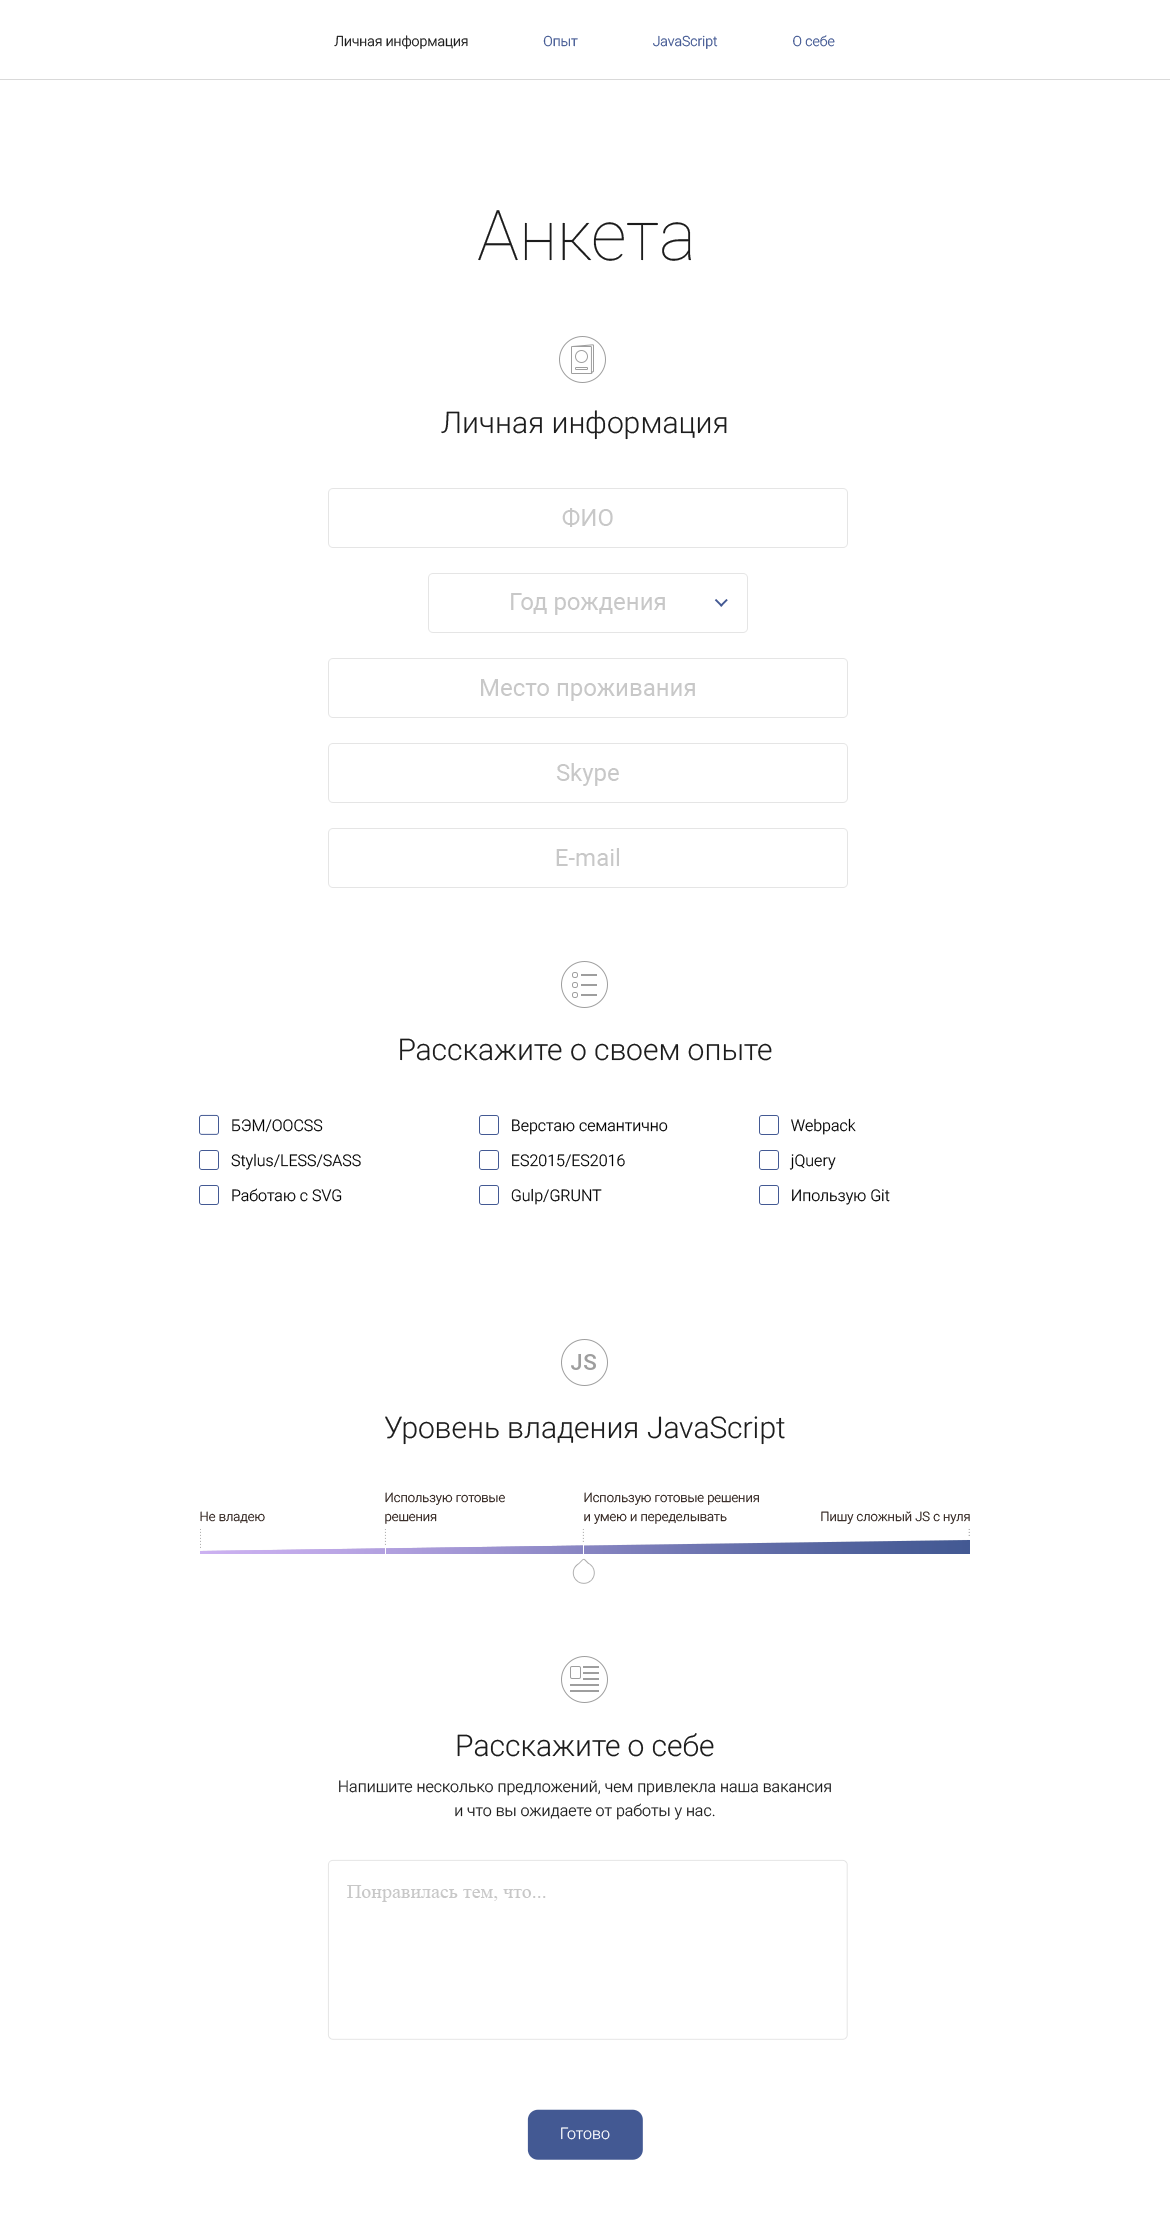 Личная информация
Опыт
JavaScript
О себе
Анкета
Личная информация
ФИО
Год рождения
Место проживания
Skype
E-mail
Расскажите о своем опыте
БЭМ/OOCSS
Верстаю семантично
Webpack
Stylus/LESS/SASS
ES2015/ES2016
jQuery
Работаю с SVG
Gulp/GRUNT
Ипользую Git
JS
Уровень владения JavaScript
Не владею
Использую готовые
решения
Использую готовые решения
и умею и переделывать
Пишу сложный JS с нуля
Расскажите о себе
Напишите несколько предложений, чем привлекла наша вакансия
и что вы ожидаете от работы у нас.
Понравилась тем, что...
Готово